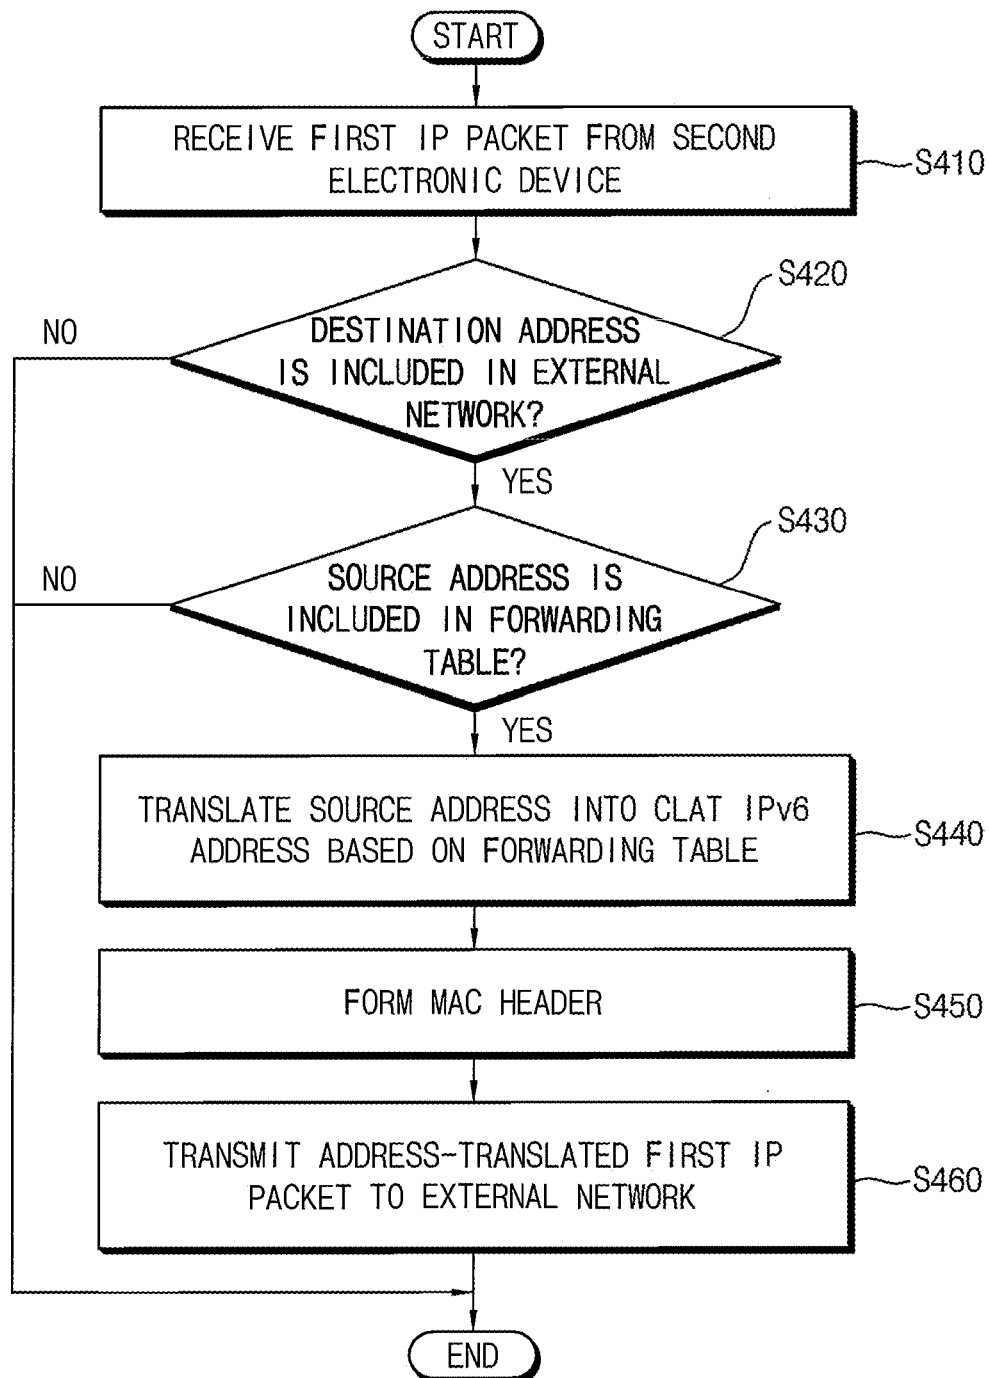 START
RECEIVE FIRST IP PACKET FROM SECOND
ELECTRONIC DEVICE
S410
S420
NO
DESTINATION ADDRESS
IS INCLUDED IN EXTERNAL
NETWORK?
YES
S430
NO
SOURCE ADDRESS IS
INCLUDED IN FORWARDING
TABLE?
YES
TRANSLATE SOURCE ADDRESS INTO CLAT IPv6
ADDRESS BASED ON FORWARDING TABLE
S440
FORM MAC HEADER
S450
TRANSMIT ADDRESS-TRANSLATED FIRST IP
PACKET TO EXTERNAL NETWORK
S460
END